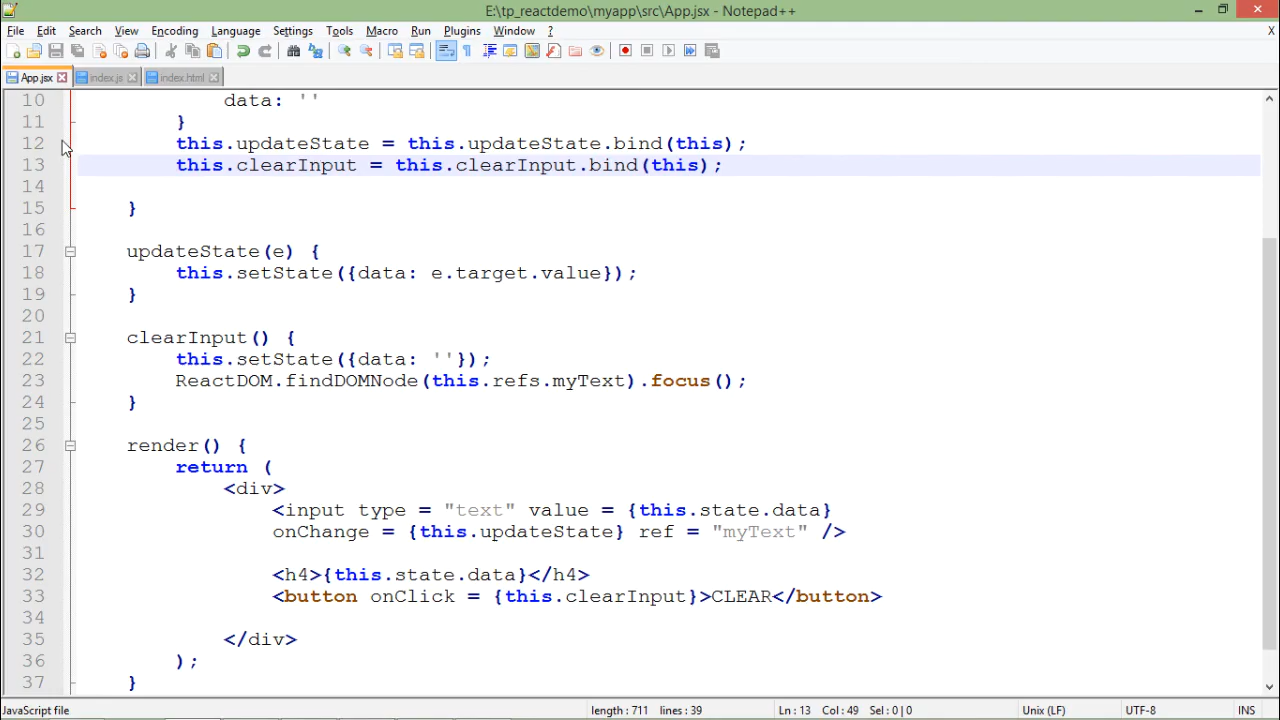 E:\tp_reactdemo\myapp\src\App.jsx - Notepad++
File Edit Search View Encoding Language Settings Tools Macro Run Plugins Window ? X
App.jsx index.js index.html
10 data: ''
11 }
12 this.updateState = this.updateState.bind(this);
13 this.clearInput = this.clearInput.bind(this);
14
15 }
16
17 updateState(e) {
18 this.setState({data: e.target.value});
19 }
20
21 clearInput() {
22 this.setState({data: ''});
23 ReactDOM.findDOMNode(this.refs.myText).focus();
24 }
25
26 render() {
27 return (
28 <div>
29 <input type = "text" value = {this.state.data}
30 onChange = {this.updateState} ref = "myText" />
31
32 <h4>{this.state.data}</h4>
33 <button onClick = {this.clearInput}>CLEAR</button>
34
35 </div>
36 );
37 }
JavaScript file length : 711 lines : 39 Ln : 13 Col : 49 Sel : 0 | 0 Unix (LF) UTF-8 INS